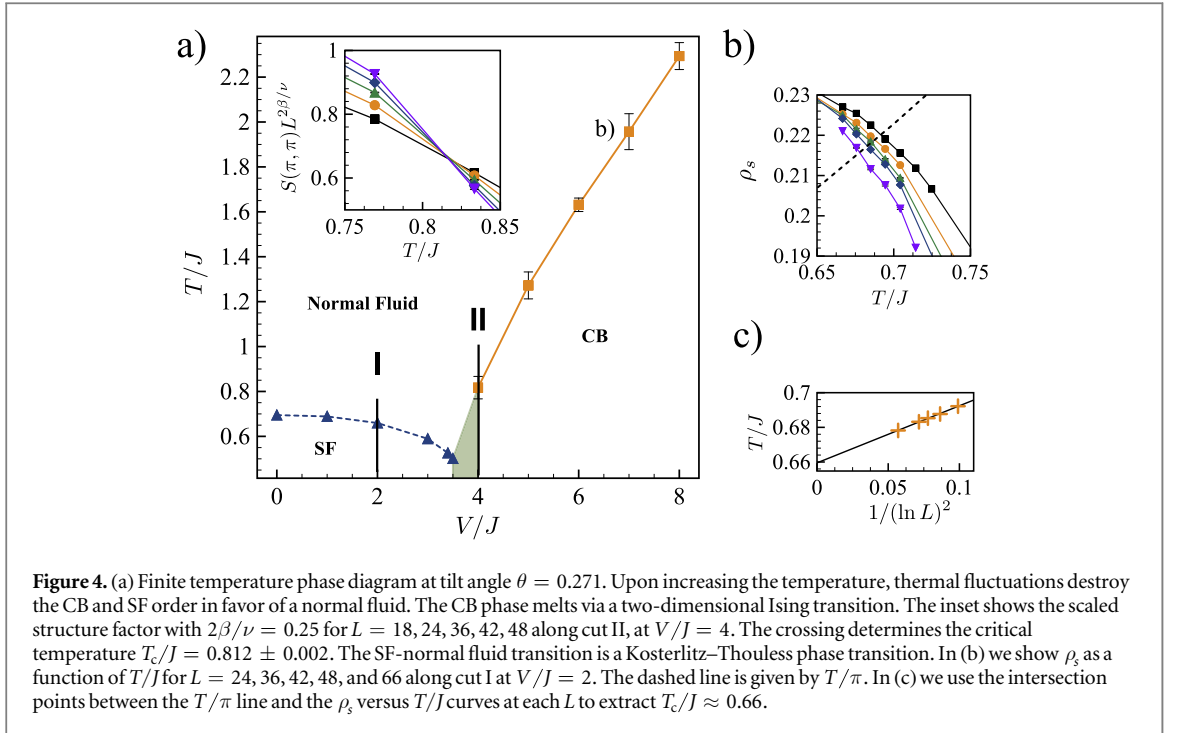 a)
2.2
2
1.8
1.6
1.4
1.2
1
0.8
0.6
T/J
0
2
4
6
8
V/J
1
0.8
0.6
S(π, π)L^{2β/ν}
0.75
0.8
0.85
T/J
b)
Normal Fluid
I
II
CB
SF
b)
0.23
0.22
0.21
0.2
0.19
ρ_s
0.65
0.7
0.75
T/J
c)
0.7
0.68
0.66
T/J
0
0.05
0.1
1/(ln L)^2
Figure 4. (a) Finite temperature phase diagram at tilt angle θ = 0.271. Upon increasing the temperature, thermal fluctuations destroy
the CB and SF order in favor of a normal fluid. The CB phase melts via a two-dimensional Ising transition. The inset shows the scaled
structure factor with 2β/ν = 0.25 for L = 18, 24, 36, 42, 48 along cut II, at V/J = 4. The crossing determines the critical
temperature T_c/J = 0.812 ± 0.002. The SF-normal fluid transition is a Kosterlitz–Thouless phase transition. In (b) we show ρ_s as a
function of T/J for L = 24, 36, 42, 48, and 66 along cut I at V/J = 2. The dashed line is given by T/π. In (c) we use the intersection
points between the T/π line and the ρ_s versus T/J curves at each L to extract T_c/J ≈ 0.66.